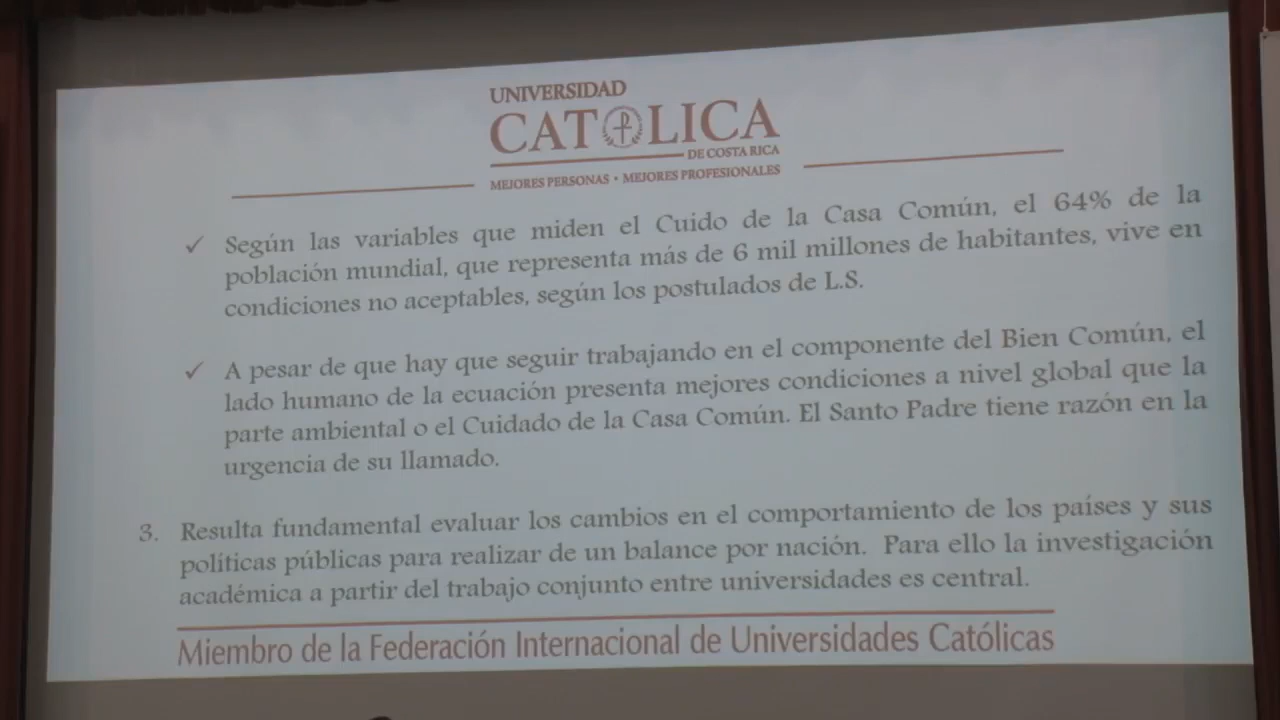 UNIVERSIDAD
CATÓLICA
DE COSTA RICA
MEJORES PERSONAS • MEJORES PROFESIONALES
✓ Según las variables que miden el Cuido de la Casa Común, el 64% de la
población mundial, que representa más de 6 mil millones de habitantes, vive en
condiciones no aceptables, según los postulados de L.S.
✓ A pesar de que hay que seguir trabajando en el componente del Bien Común, el
lado humano de la ecuación presenta mejores condiciones a nivel global que la
parte ambiental o el Cuidado de la Casa Común. El Santo Padre tiene razón en la
urgencia de su llamado.
3. Resulta fundamental evaluar los cambios en el comportamiento de los países y sus
políticas públicas para realizar de un balance por nación. Para ello la investigación
académica a partir del trabajo conjunto entre universidades es central.
Miembro de la Federación Internacional de Universidades Católicas